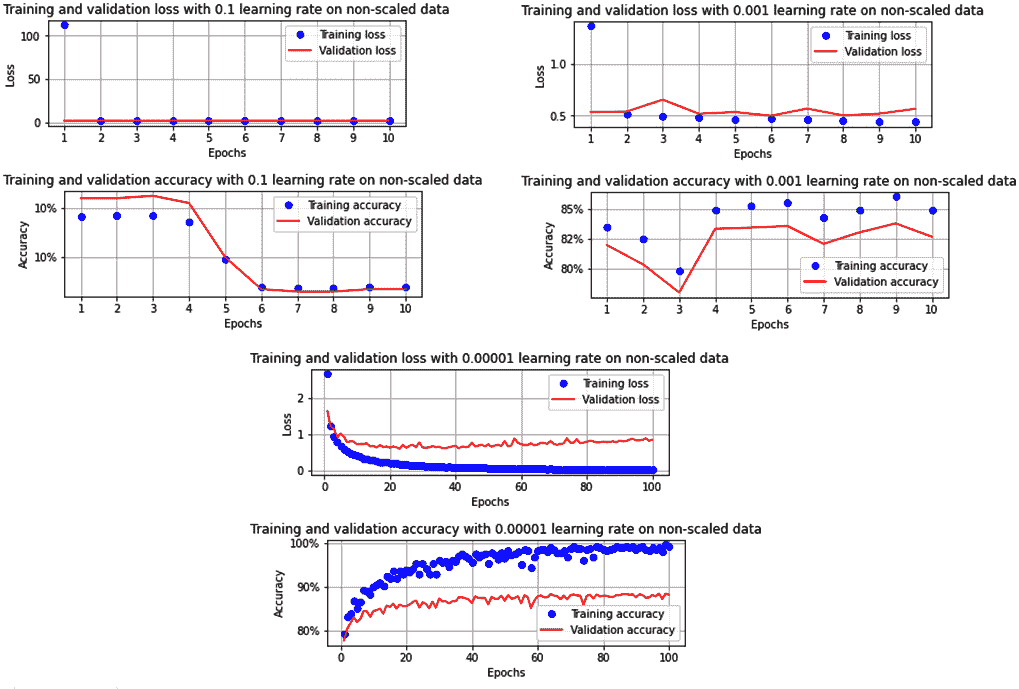 Training and validation loss with 0.1 learning rate on non-scaled data
100
50
0
Loss
Training loss
Validation loss
1 2 3 4 5 6 7 8 9 10
Epochs
Training and validation loss with 0.001 learning rate on non-scaled data
1.0
0.5
Loss
Training loss
Validation loss
1 2 3 4 5 6 7 8 9 10
Epochs
Training and validation accuracy with 0.1 learning rate on non-scaled data
10%
10%
Accuracy
Training accuracy
Validation accuracy
1 2 3 4 5 6 7 8 9 10
Epochs
Training and validation accuracy with 0.001 learning rate on non-scaled data
85%
82%
80%
Accuracy
Training accuracy
Validation accuracy
1 2 3 4 5 6 7 8 9 10
Epochs
Training and validation loss with 0.00001 learning rate on non-scaled data
2
1
0
Loss
Training loss
Validation loss
0 20 40 60 80 100
Epochs
Training and validation accuracy with 0.00001 learning rate on non-scaled data
100%
90%
80%
Accuracy
Training accuracy
Validation accuracy
0 20 40 60 80 100
Epochs